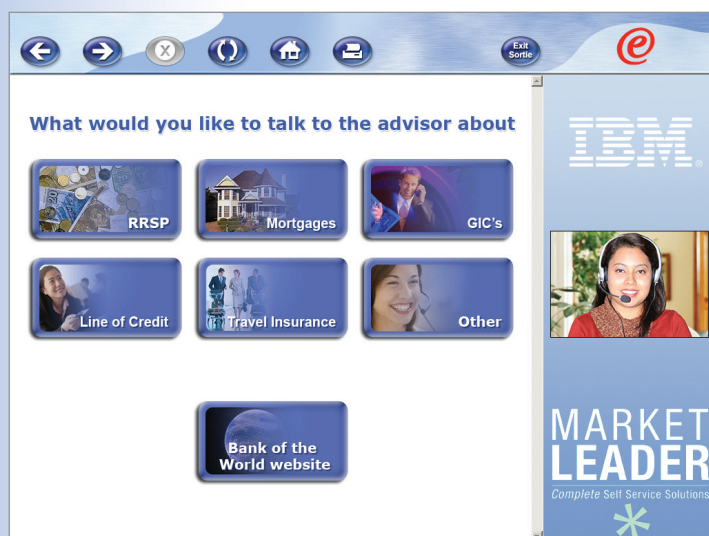 Exit
Sortie
e
What would you like to talk to the advisor about
IBM
RRSP
Mortgages
GIC's
Line of Credit
Travel Insurance
Other
Bank of the
World website
MARKET
LEADER
Complete Self Service Solutions